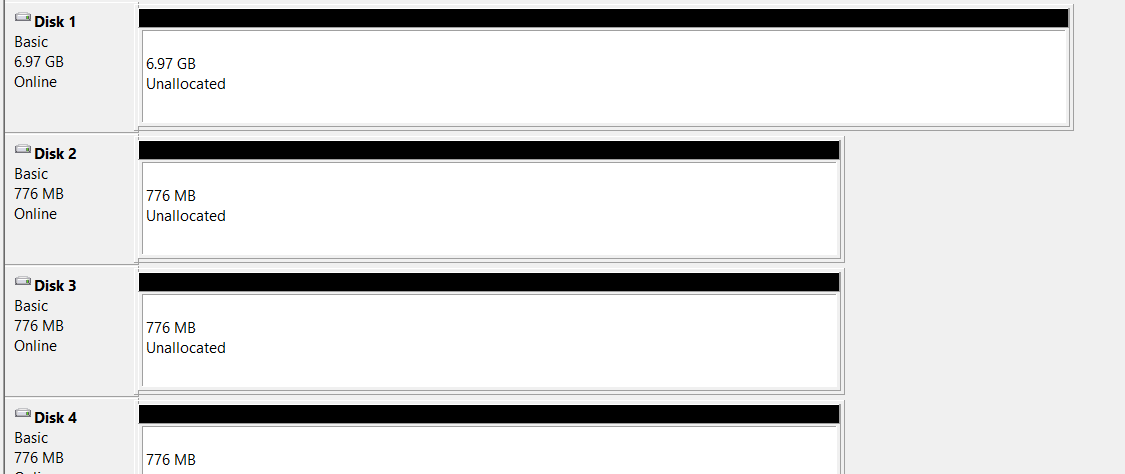 Disk 1
Basic
6.97 GB
Online
6.97 GB
Unallocated
Disk 2
Basic
776 MB
Online
776 MB
Unallocated
Disk 3
Basic
776 MB
Online
776 MB
Unallocated
Disk 4
Basic
776 MB
776 MB